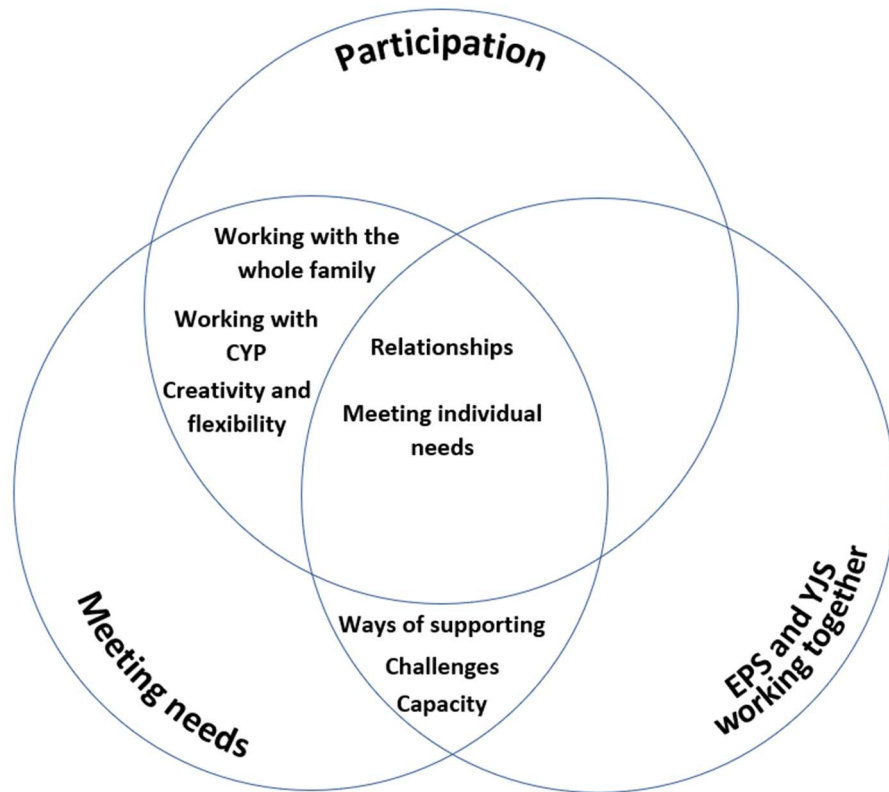 Participation
Working with the
whole family
Working with
CYP
Creativity and
flexibility
Relationships
Meeting individual
needs
Ways of supporting
Challenges
Capacity
Meeting needs
EPS and YJS
working together